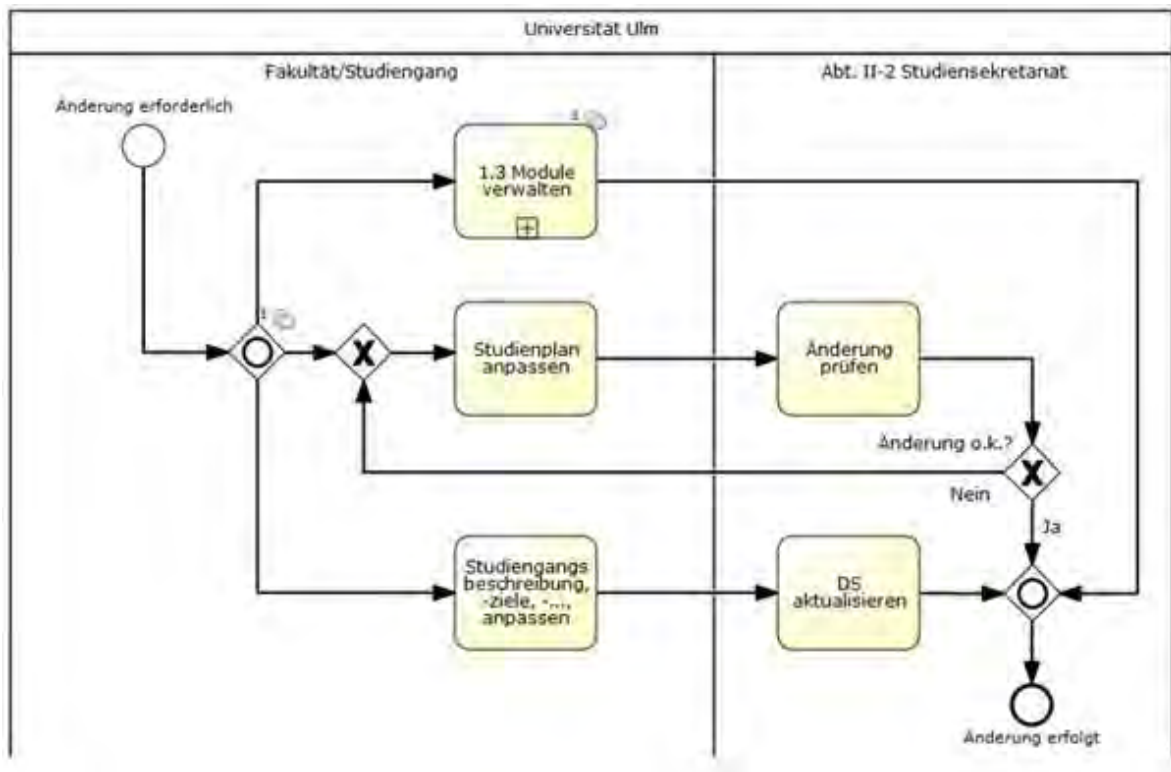 Universität Ulm
Fakultät/Studiengang
Abt. II-2 Studiensekretariat
Änderung erforderlich
1.3 Module
verwalten
Studienplan
anpassen
Änderung
prüfen
Änderung o.k.?
Nein
Ja
Studiengangs
beschreibung,
-ziele, -...,
anpassen
DS
aktualisieren
Änderung erfolgt